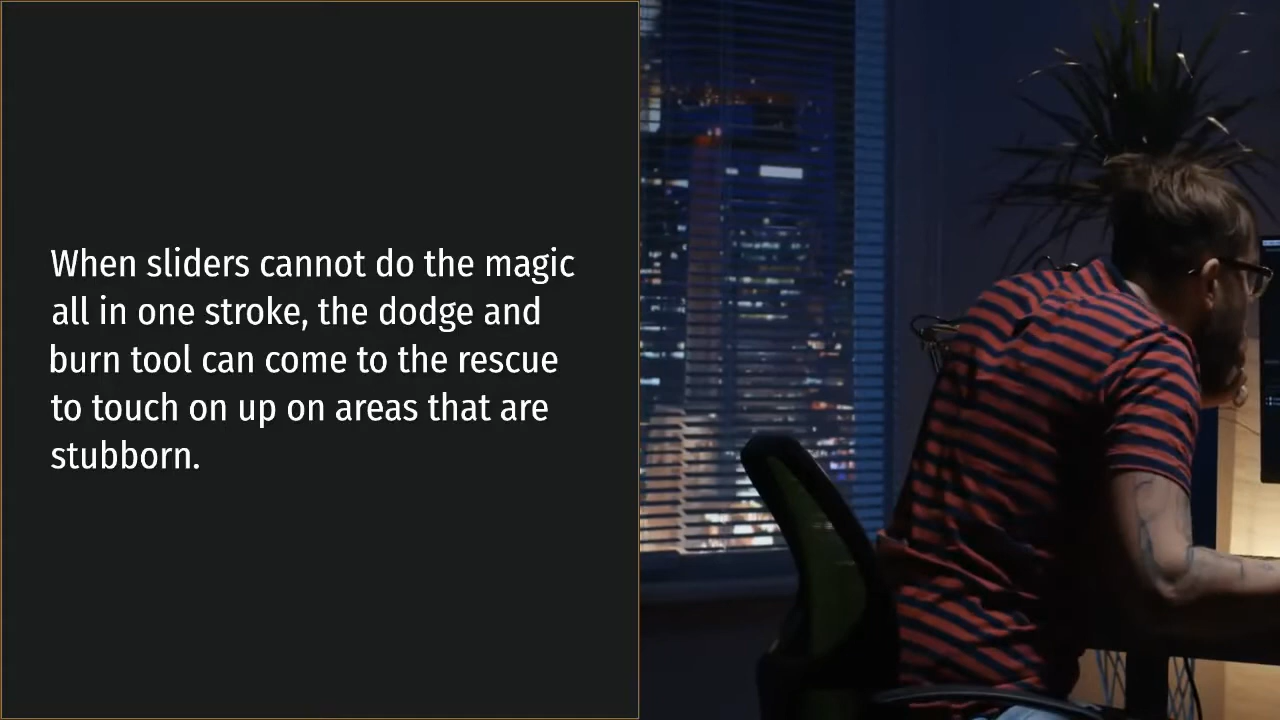 When sliders cannot do the magic
all in one stroke, the dodge and
burn tool can come to the rescue
to touch on up on areas that are
stubborn.